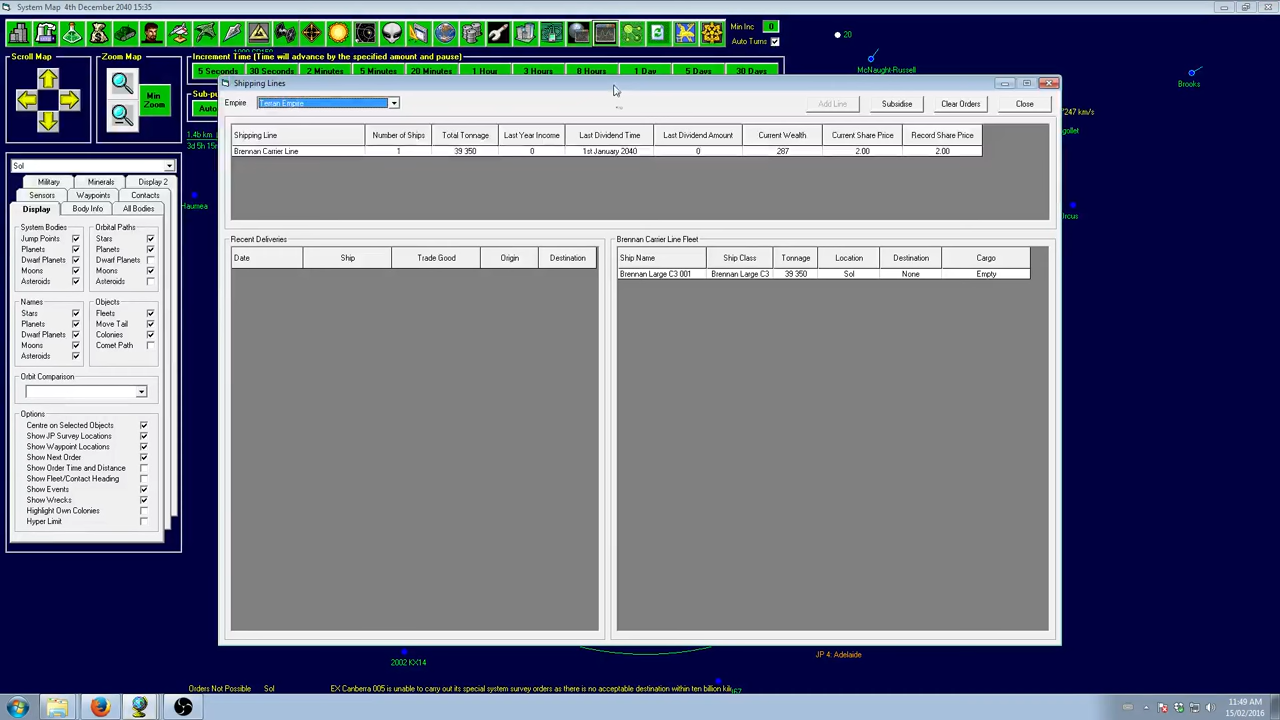 System Map  4th December 2040 15:35
Min Inc 0
Auto Turns
20
McNaught-Russell
Brooks
Scroll Map
Zoom Map
Min Zoom
Increment Time (Time will advance by the specified amount and pause)
5 Seconds 30 Seconds 2 Minutes 5 Minutes 20 Minutes 1 Hour 3 Hours 8 Hours 1 Day 5 Days 30 Days
Shipping Lines
Empire Terran Empire Add Line Subsidise Clear Orders Close
Shipping Line Number of Ships Total Tonnage Last Year Income Last Dividend Time Last Dividend Amount Current Wealth Current Share Price Record Share Price
Brennan Carrier Line 1 39 350 0 1st January 2040 0 287 2.00 2.00
Recent Deliveries
Date Ship Trade Good Origin Destination
Brennan Carrier Line Fleet
Ship Name Ship Class Tonnage Location Destination Cargo
Brennan Large C3 001 Brennan Large C3 39 350 Sol None Empty
Sol
Military Minerals Display 2
Sensors Waypoints Contacts
Display Body Info All Bodies
Haumea
System Bodies
Jump Points
Planets
Dwarf Planets
Moons
Asteroids
Orbital Paths
Stars
Planets
Dwarf Planets
Moons
Asteroids
Names
Stars
Planets
Dwarf Planets
Moons
Asteroids
Objects
Fleets
Move Tail
Colonies
Comet Path
Orbit Comparison
Options
Centre on Selected Objects
Show JP Survey Locations
Show Waypoint Locations
Show Next Order
Show Order Time and Distance
Show Fleet/Contact Heading
Show Events
Show Wrecks
Highlight Own Colonies
Hyper Limit
2002 KX14
JP 4: Adelaide
Orders Not Possible Sol EX Canberra 005 is unable to carry out its special system survey orders as there is no acceptable destination within ten billion
11:49 AM
15/02/2016